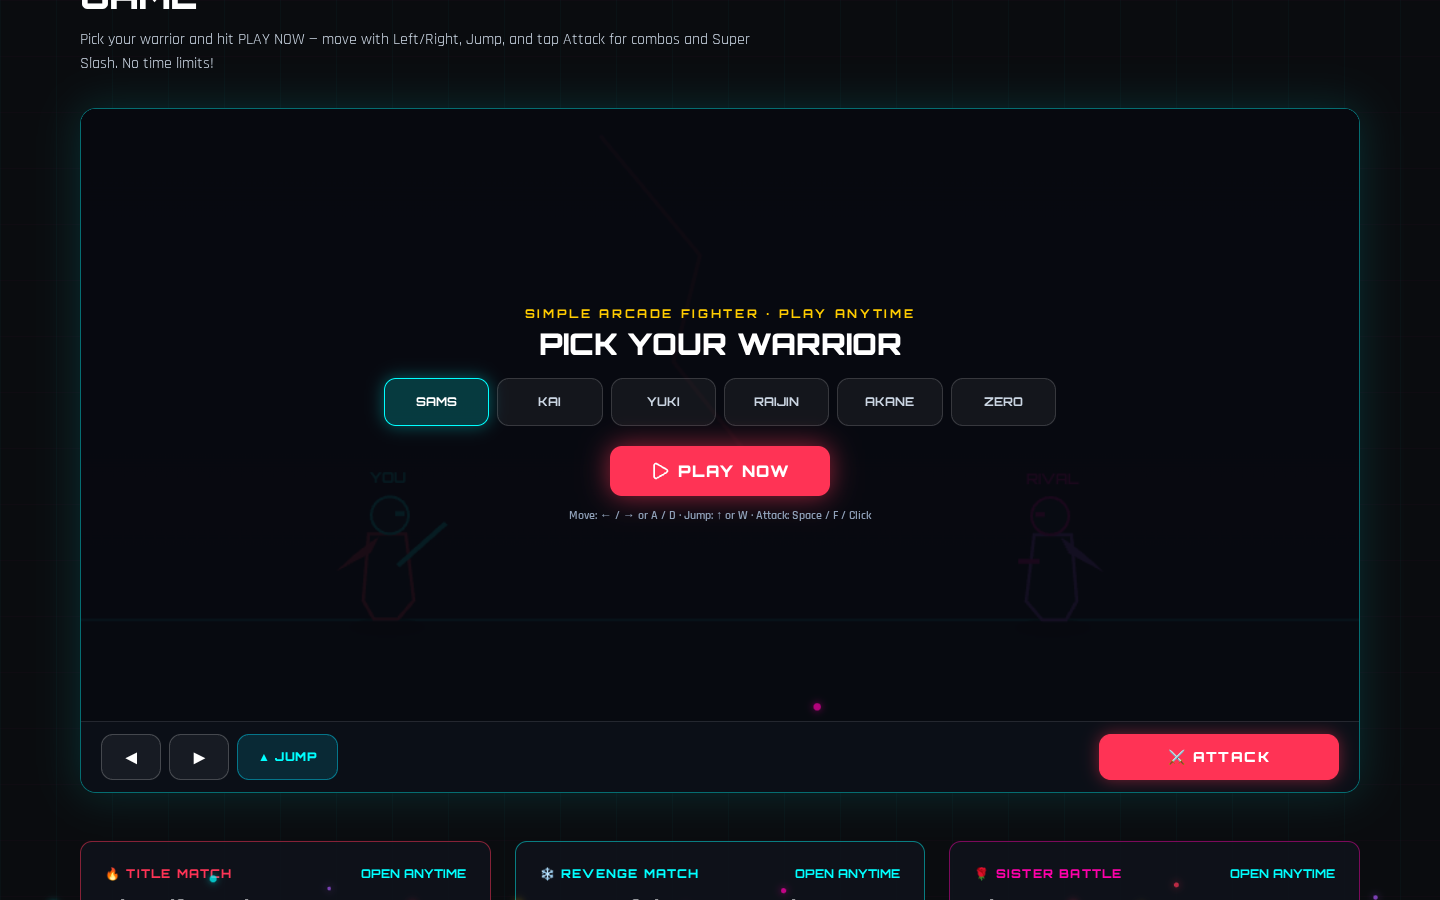 GAME
Pick your warrior and hit PLAY NOW — move with Left/Right, Jump, and tap Attack for combos and Super
Slash. No time limits!
SIMPLE ARCADE FIGHTER · PLAY ANYTIME
PICK YOUR WARRIOR
SAMS KAI YUKI RAIJIN AKANE ZERO
PLAY NOW
YOU RIVAL
Move: ← / → or A / D · Jump: ↑ or W · Attack: Space / F / Click
◀ ▶ ▲ JUMP ⚔ ATTACK
🔥 TITLE MATCH OPEN ANYTIME ❄️ REVENGE MATCH OPEN ANYTIME 🌹 SISTER BATTLE OPEN ANYTIME